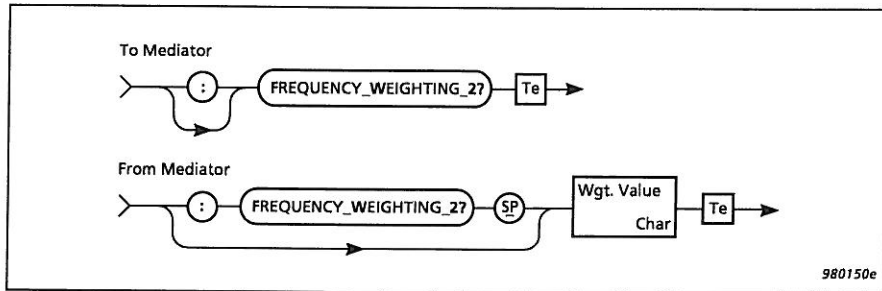 To Mediator
: FREQUENCY_WEIGHTING_2? Te
From Mediator
: FREQUENCY_WEIGHTING_2? SP Wgt. Value Char Te
980150e